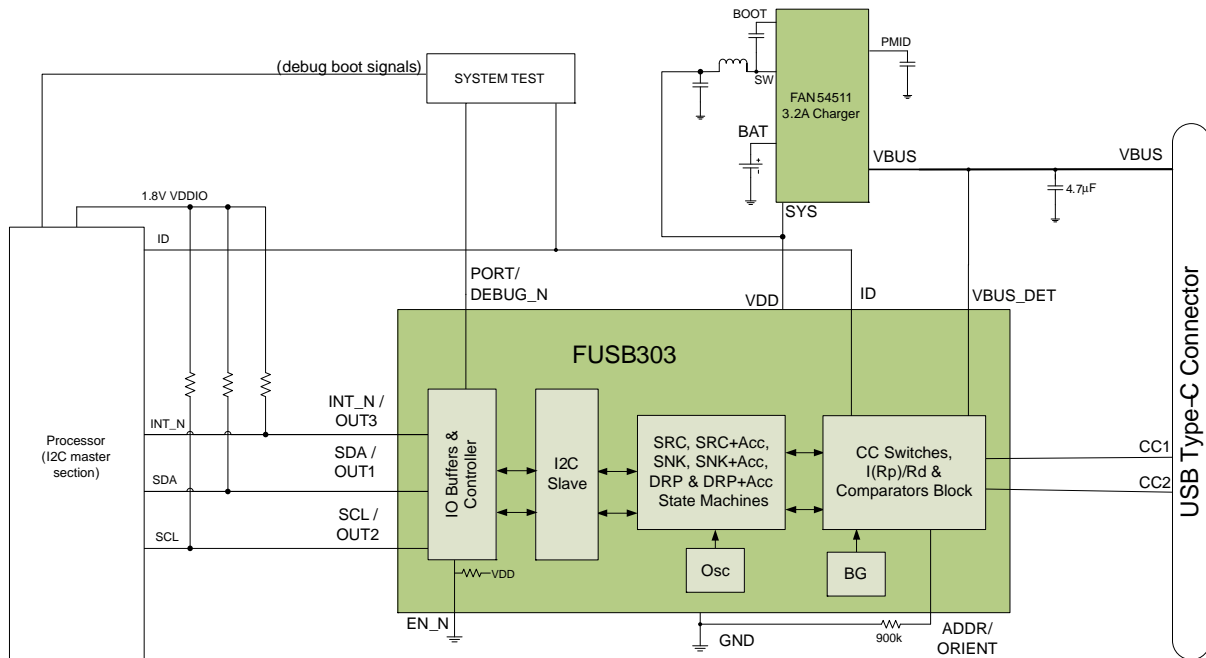 BOOT
PMID
(debug boot signals)
SYSTEM TEST
SW
FAN54511
3.2A Charger
BAT
VBUS
VBUS
4.7µF
1.8V VDDIO
SYS
ID
PORT/
DEBUG_N
VDD
ID
VBUS_DET
FUSB303
USB Type-C Connector
INT_N /
OUT3
INT_N
Processor
(I2C master
section)
SDA /
OUT1
SDA
SCL /
OUT2
SCL
IO Buffers &
Controller
I2C
Slave
SRC, SRC+Acc,
SNK, SNK+Acc,
DRP & DRP+Acc
State Machines
CC Switches,
I(Rp)/Rd &
Comparators Block
CC1
CC2
Osc
BG
VDD
EN_N
GND
900k
ADDR/
ORIENT